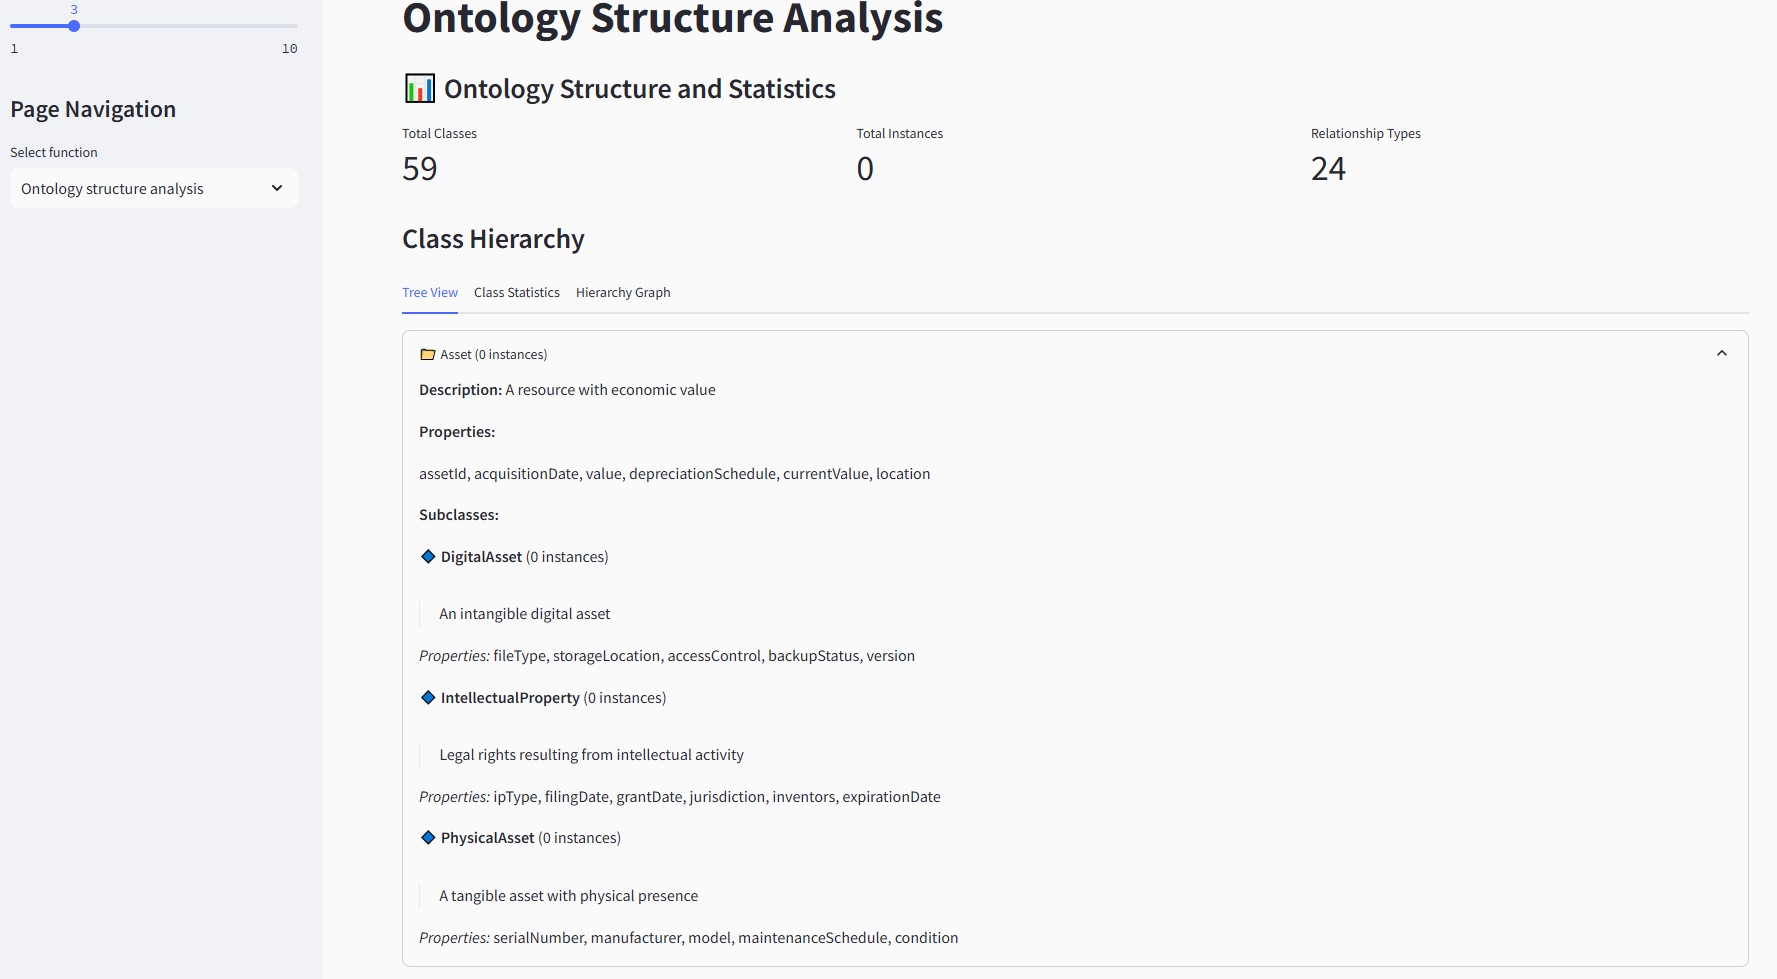 3
1 10
Page Navigation
Select function
Ontology structure analysis
Ontology Structure Analysis
Ontology Structure and Statistics
Total Classes
59
Total Instances
0
Relationship Types
24
Class Hierarchy
Tree View Class Statistics Hierarchy Graph
Asset (0 instances)
Description: A resource with economic value
Properties:
assetId, acquisitionDate, value, depreciationSchedule, currentValue, location
Subclasses:
DigitalAsset (0 instances)
An intangible digital asset
Properties: fileType, storageLocation, accessControl, backupStatus, version
IntellectualProperty (0 instances)
Legal rights resulting from intellectual activity
Properties: ipType, filingDate, grantDate, jurisdiction, inventors, expirationDate
PhysicalAsset (0 instances)
A tangible asset with physical presence
Properties: serialNumber, manufacturer, model, maintenanceSchedule, condition